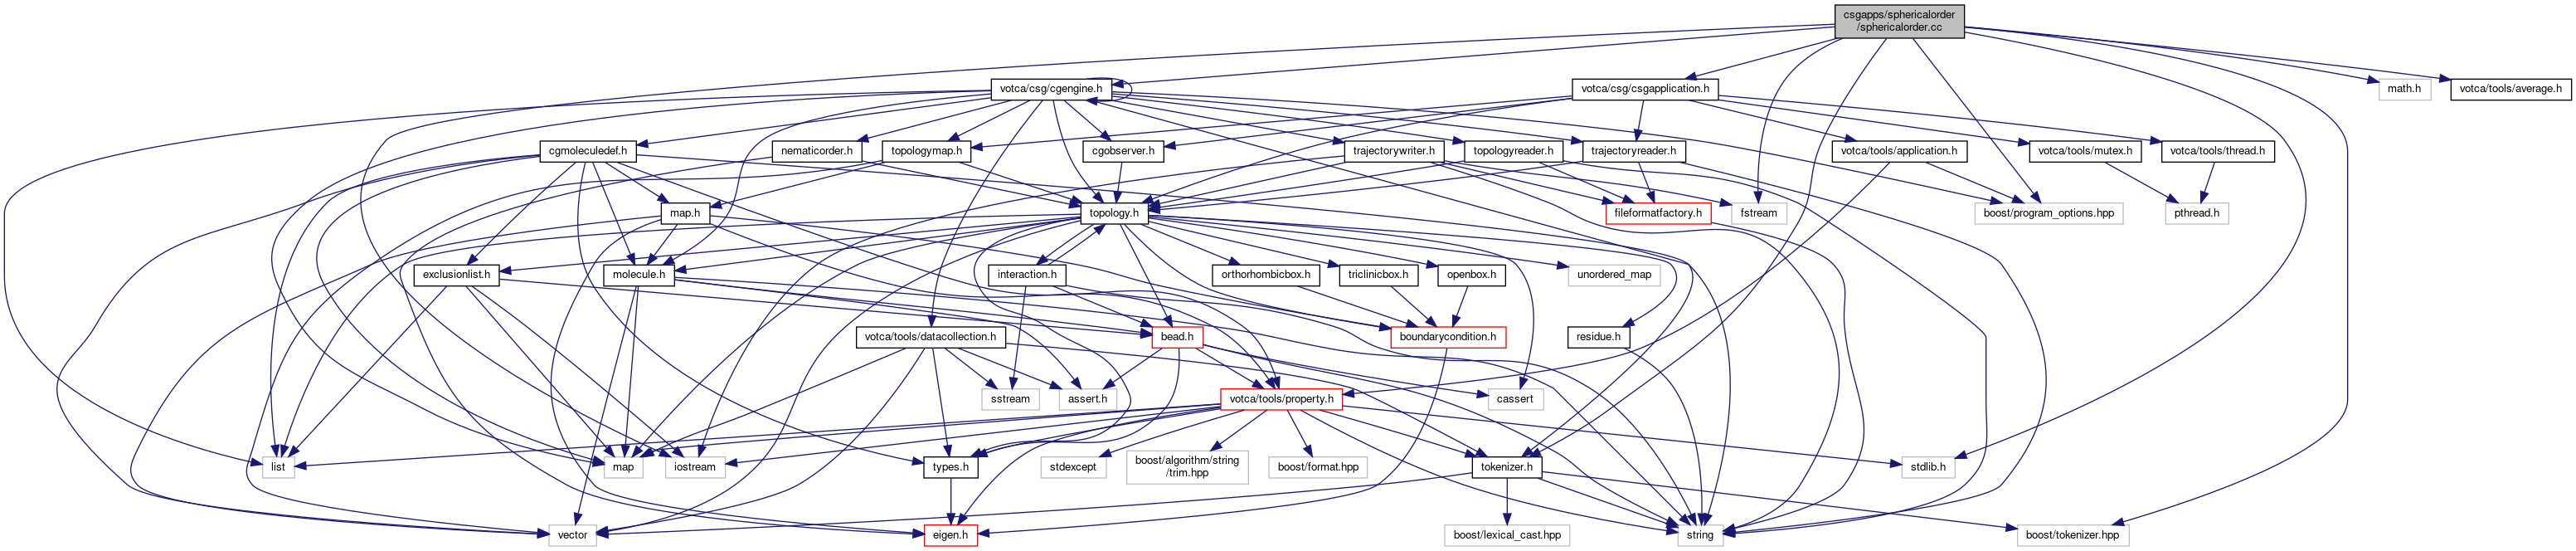 csgapps/sphericalorder
/sphericalorder.cc
votca/csg/cgengine.h
votca/csg/csgapplication.h
math.h
votca/tools/average.h
cgmoleculedef.h
nematicorder.h
topologymap.h
cgobserver.h
trajectorywriter.h
topologyreader.h
trajectoryreader.h
votca/tools/application.h
votca/tools/mutex.h
votca/tools/thread.h
map.h
topology.h
fileformatfactory.h
fstream
boost/program_options.hpp
pthread.h
exclusionlist.h
molecule.h
interaction.h
orthorhombicbox.h
triclinicbox.h
openbox.h
unordered_map
votca/tools/datacollection.h
bead.h
boundarycondition.h
residue.h
sstream
assert.h
votca/tools/property.h
cassert
list
map
iostream
types.h
stdexcept
boost/algorithm/string
/trim.hpp
boost/format.hpp
tokenizer.h
stdlib.h
vector
eigen.h
boost/lexical_cast.hpp
string
boost/tokenizer.hpp